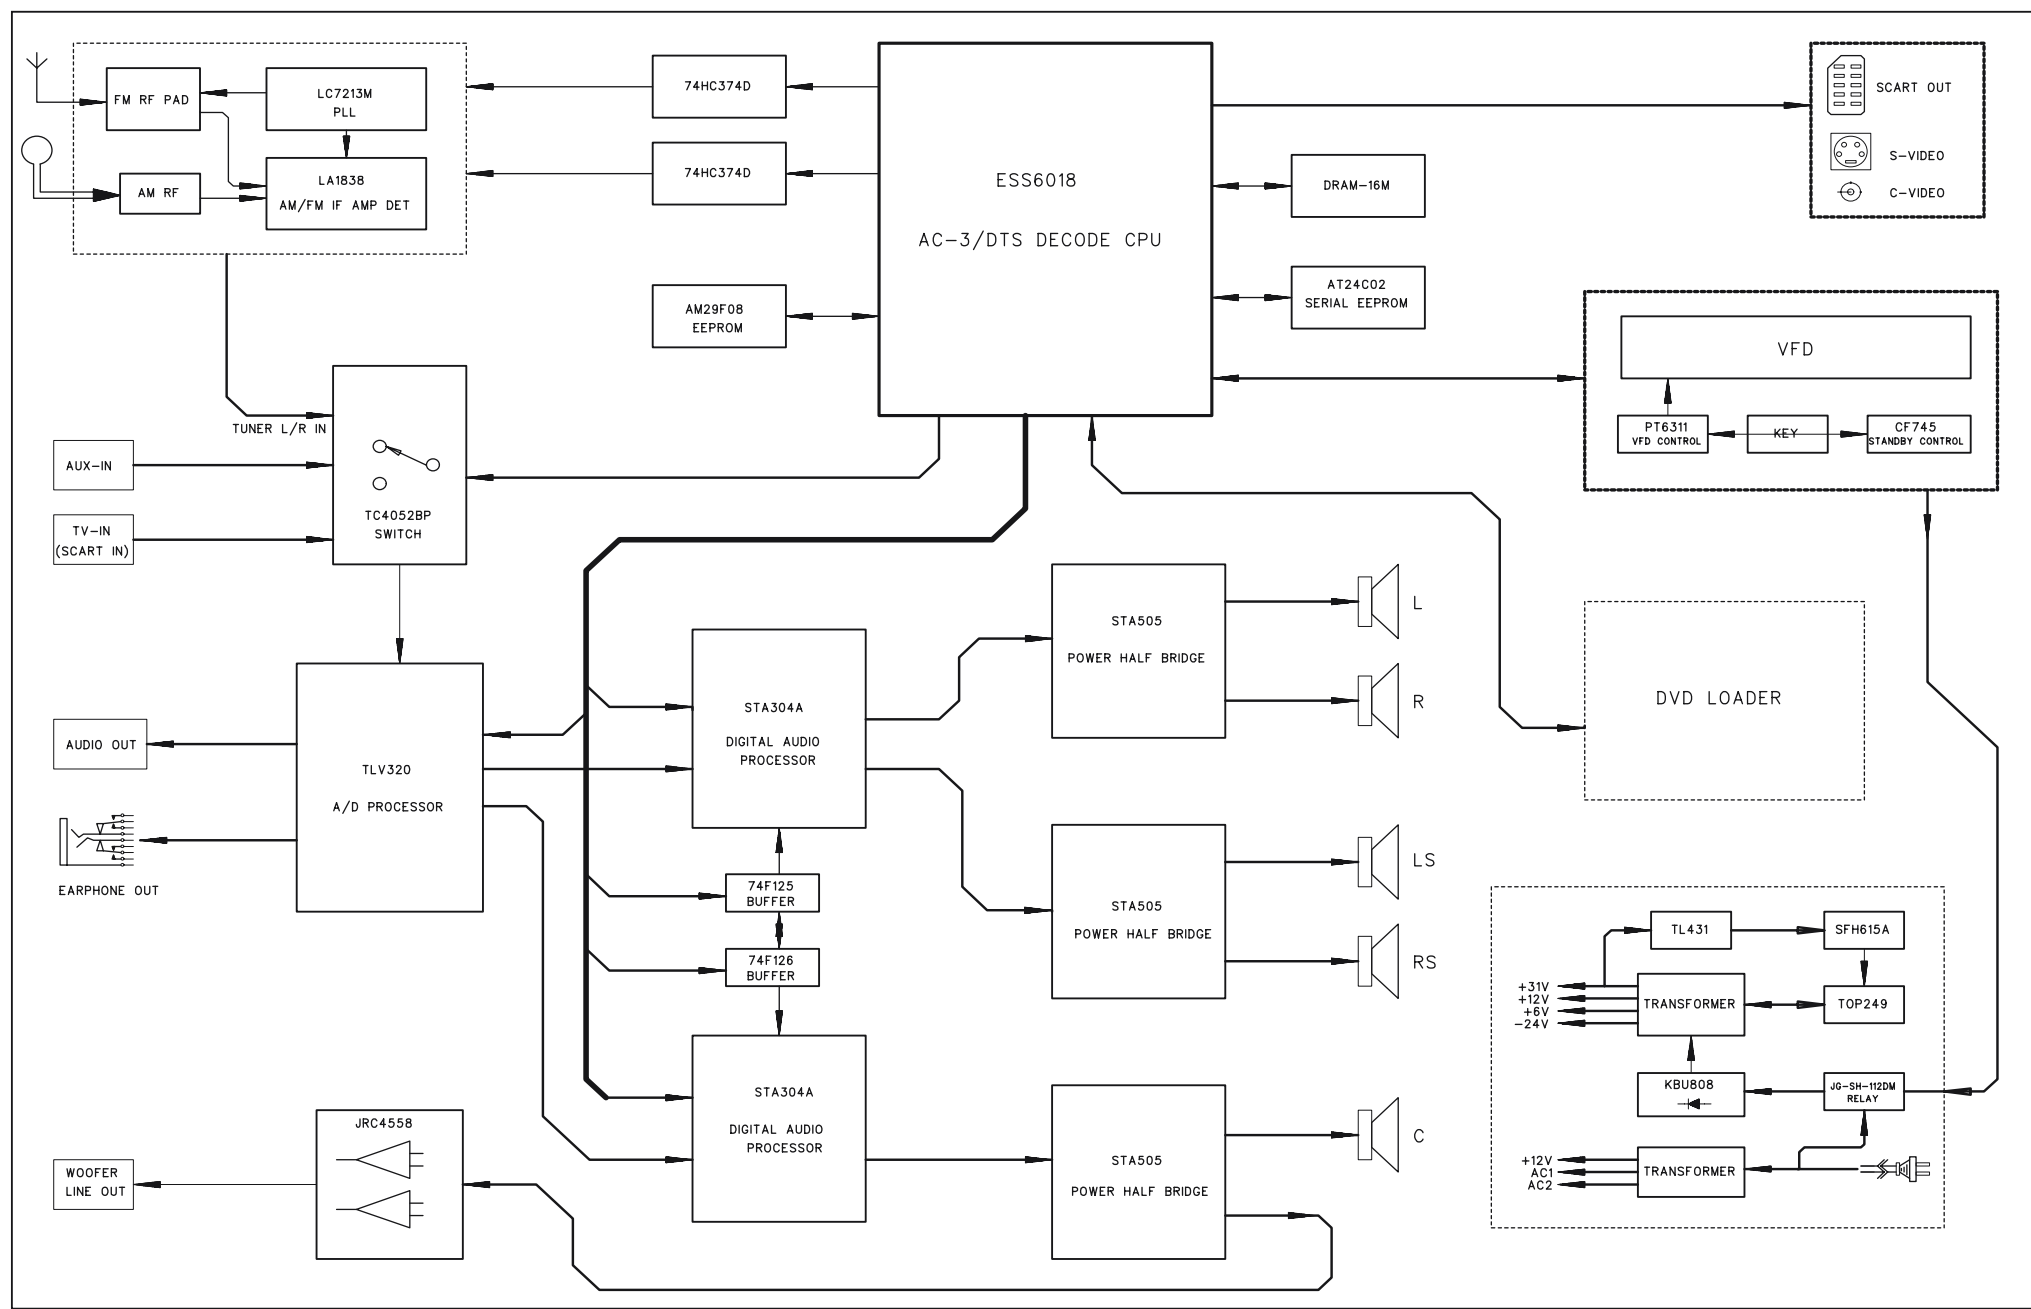 FM RF PAD
LC7213M
PLL
AM RF
LA1838
AM/FM IF AMP DET
74HC374D
74HC374D
AM29F08
EEPROM
ESS6018
AC-3/DTS DECODE CPU
DRAM-16M
AT24C02
SERIAL EEPROM
SCART OUT
S-VIDEO
C-VIDEO
VFD
PT6311
VFD CONTROL
KEY
CF745
STANDBY CONTROL
TUNER L/R IN
AUX-IN
TV-IN
(SCART IN)
TC4052BP
SWITCH
AUDIO OUT
EARPHONE OUT
TLV320
A/D PROCESSOR
STA304A
DIGITAL AUDIO
PROCESSOR
74F125
BUFFER
74F126
BUFFER
STA304A
DIGITAL AUDIO
PROCESSOR
STA505
POWER HALF BRIDGE
L
R
STA505
POWER HALF BRIDGE
LS
RS
STA505
POWER HALF BRIDGE
C
DVD LOADER
JRC4558
WOOFER
LINE OUT
TL431
SFH615A
+31V
+12V
+6V
-24V
TRANSFORMER
TOP249
KBU808
JG-SH-112DM
RELAY
+12V
AC1
AC2
TRANSFORMER